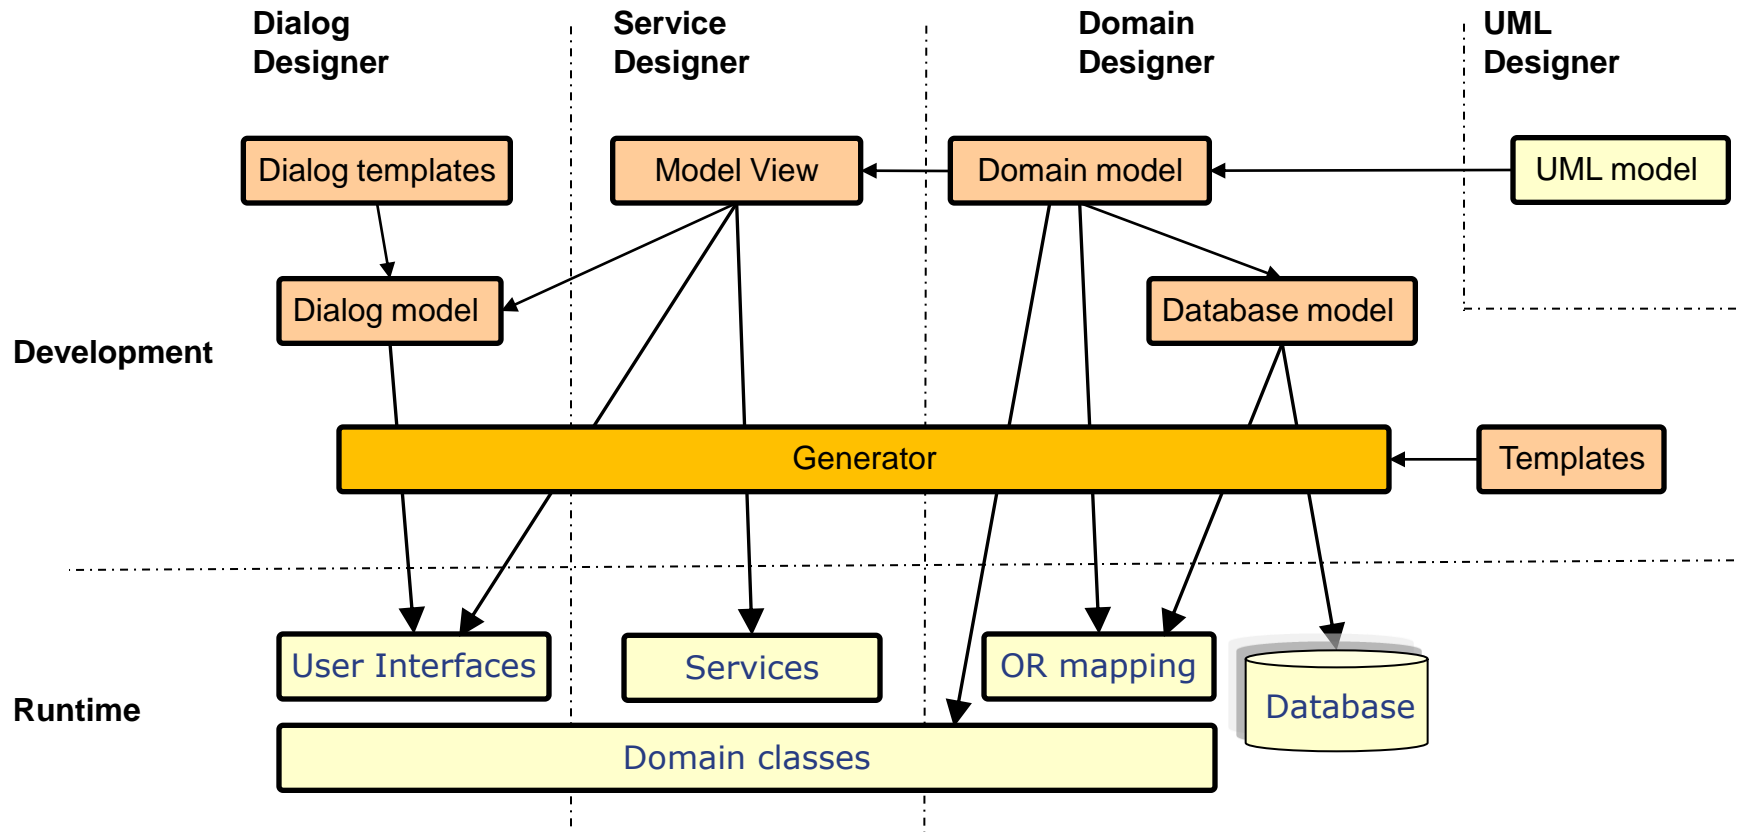 Dialog
Designer
Service
Designer
Domain
Designer
UML
Designer
Dialog templates
Model View
Domain model
UML model
Dialog model
Database model
Development
Generator
Templates
User Interfaces
Services
OR mapping
Database
Runtime
Domain classes